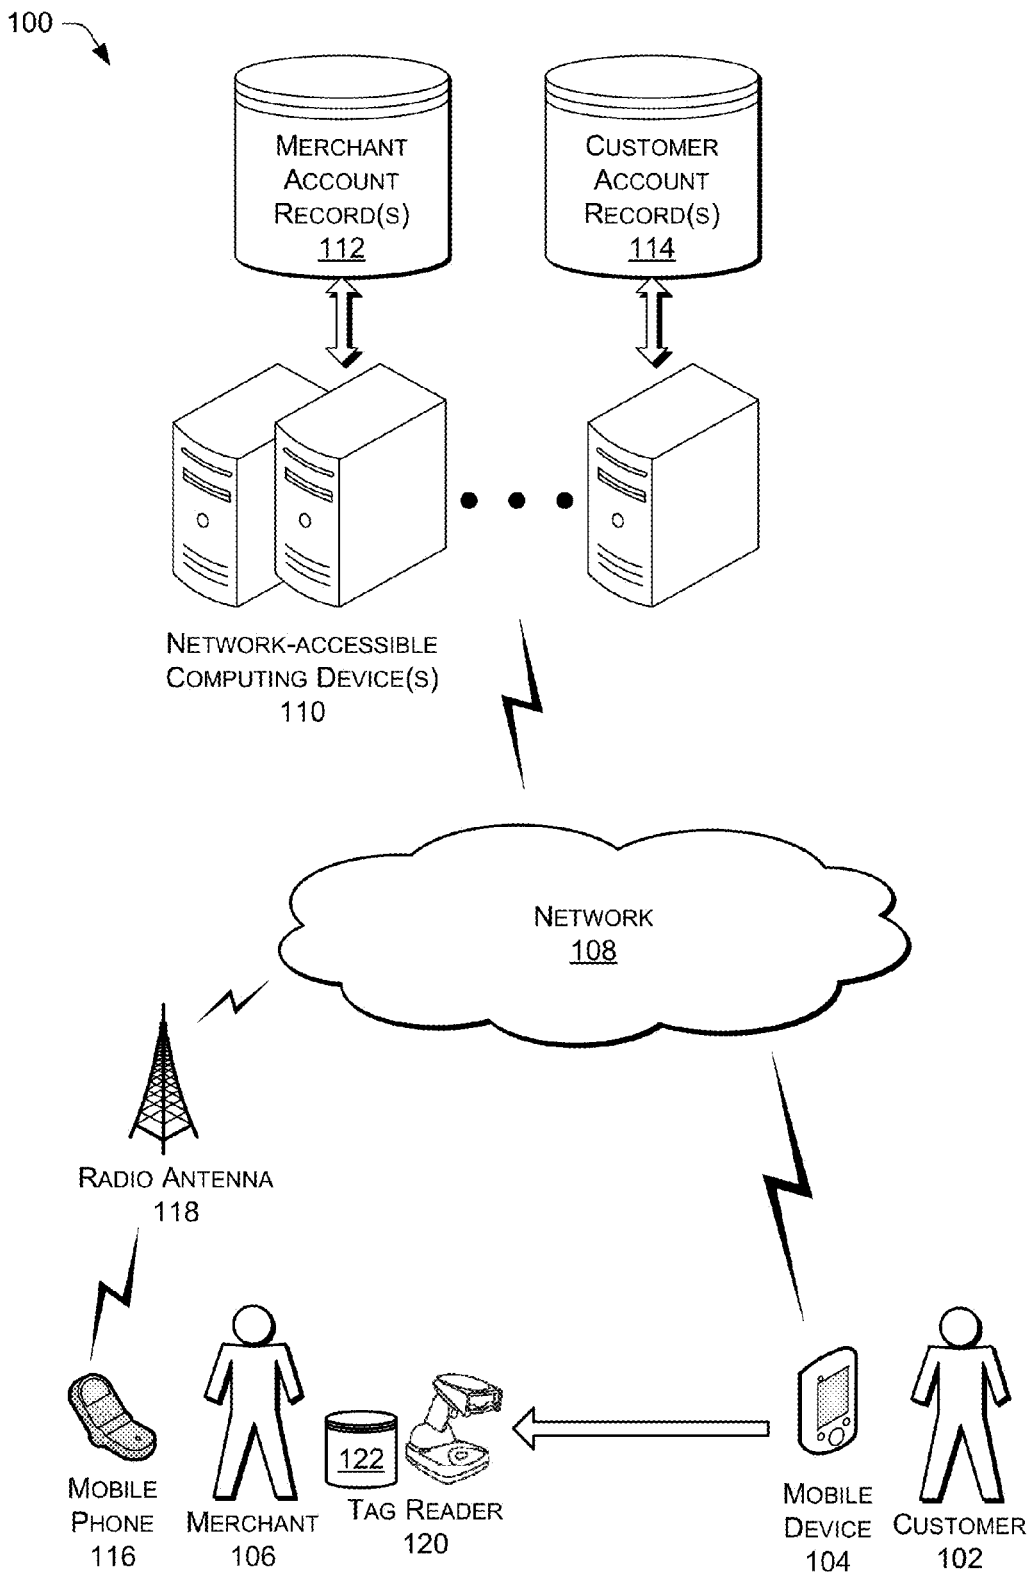 100
MERCHANT
ACCOUNT
RECORD(S)
112
CUSTOMER
ACCOUNT
RECORD(S)
114
NETWORK-ACCESSIBLE
COMPUTING DEVICE(S)
110
NETWORK
108
RADIO ANTENNA
118
MOBILE
PHONE
116
MERCHANT
106
122
TAG READER
120
MOBILE
DEVICE
104
CUSTOMER
102